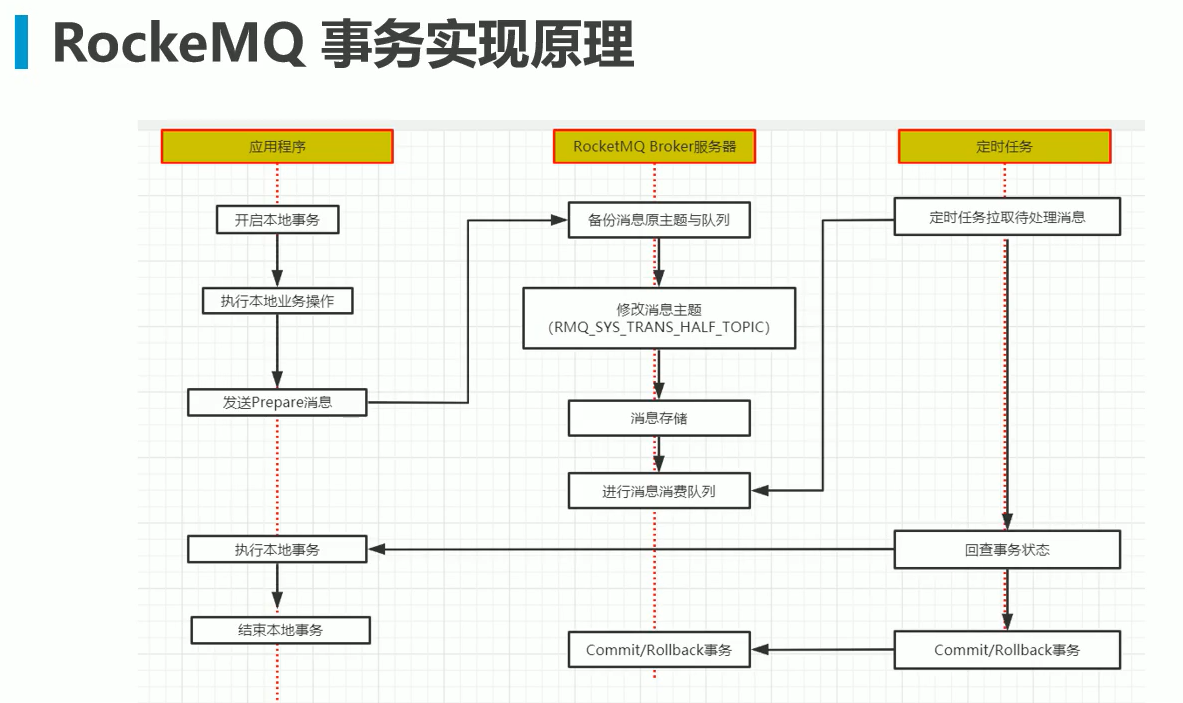 RockeMQ 事务实现原理
应用程序
RocketMQ Broker服务器
定时任务
开启本地事务
备份消息原主题与队列
定时任务拉取待处理消息
执行本地业务操作
修改消息主题
（RMQ_SYS_TRANS_HALF_TOPIC）
发送Prepare消息
消息存储
进行消息消费队列
执行本地事务
回查事务状态
结束本地事务
Commit/Rollback事务
Commit/Rollback事务